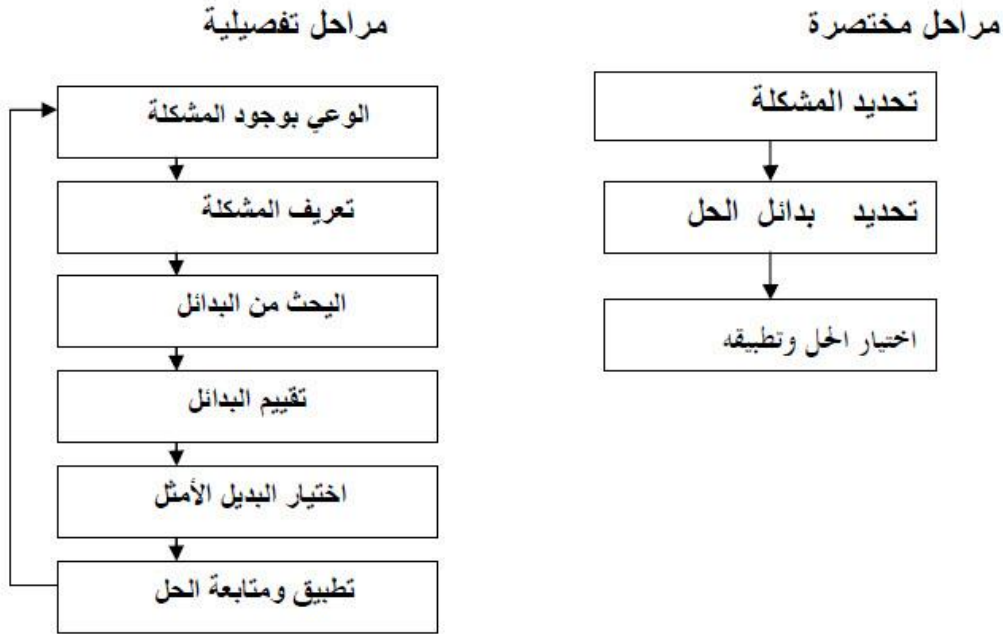 مراحل مختصرة
تحديد المشكلة
تحديد بدائل الحل
اختيار الحل وتطبيقه
مراحل تفصيلية
الوعي بوجود المشكلة
تعريف المشكلة
اليحث من البدائل
تقييم البدائل
اختيار البديل الأمثل
تطبيق ومتابعة الحل